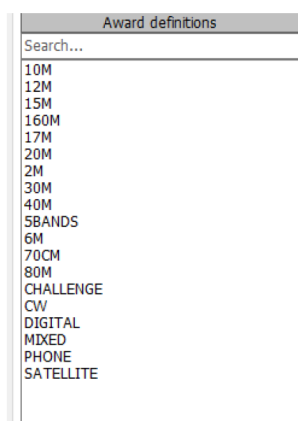 Award definitions
Search...
10M
12M
15M
160M
17M
20M
2M
30M
40M
5BANDS
6M
70CM
80M
CHALLENGE
CW
DIGITAL
MIXED
PHONE
SATELLITE